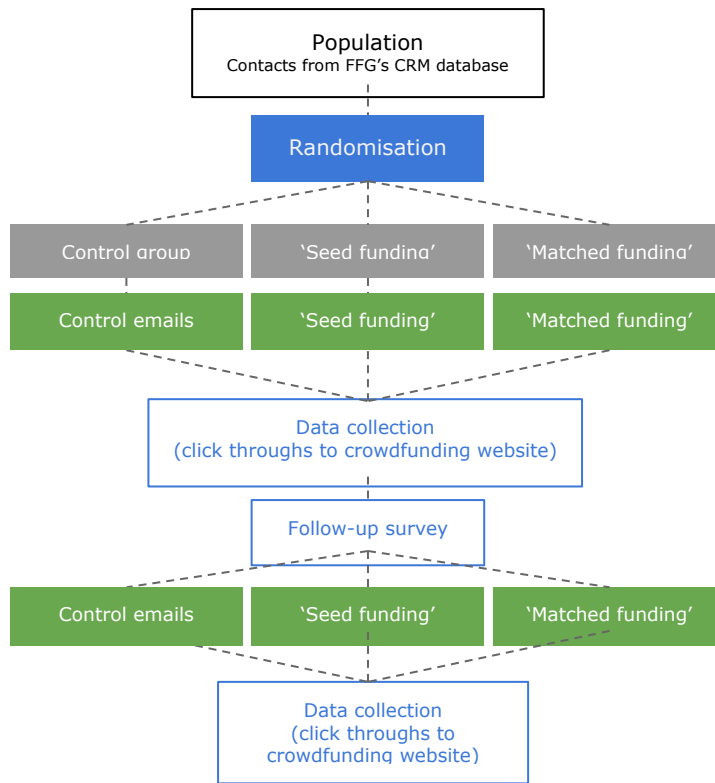 Population
Contacts from FFG's CRM database
Randomisation
Control group
‘Seed funding’
‘Matched funding’
Control emails
‘Seed funding’
‘Matched funding’
Data collection
(click throughs to crowdfunding website)
Follow-up survey
Control emails
‘Seed funding’
‘Matched funding’
Data collection
(click throughs to
crowdfunding website)